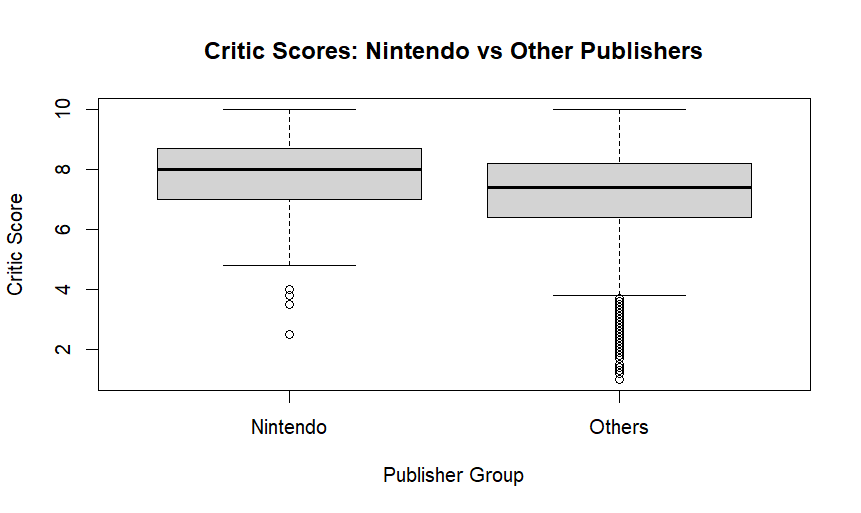 Critic Scores: Nintendo vs Other Publishers
10
8
6
4
2
Critic Score
Nintendo
Others
Publisher Group